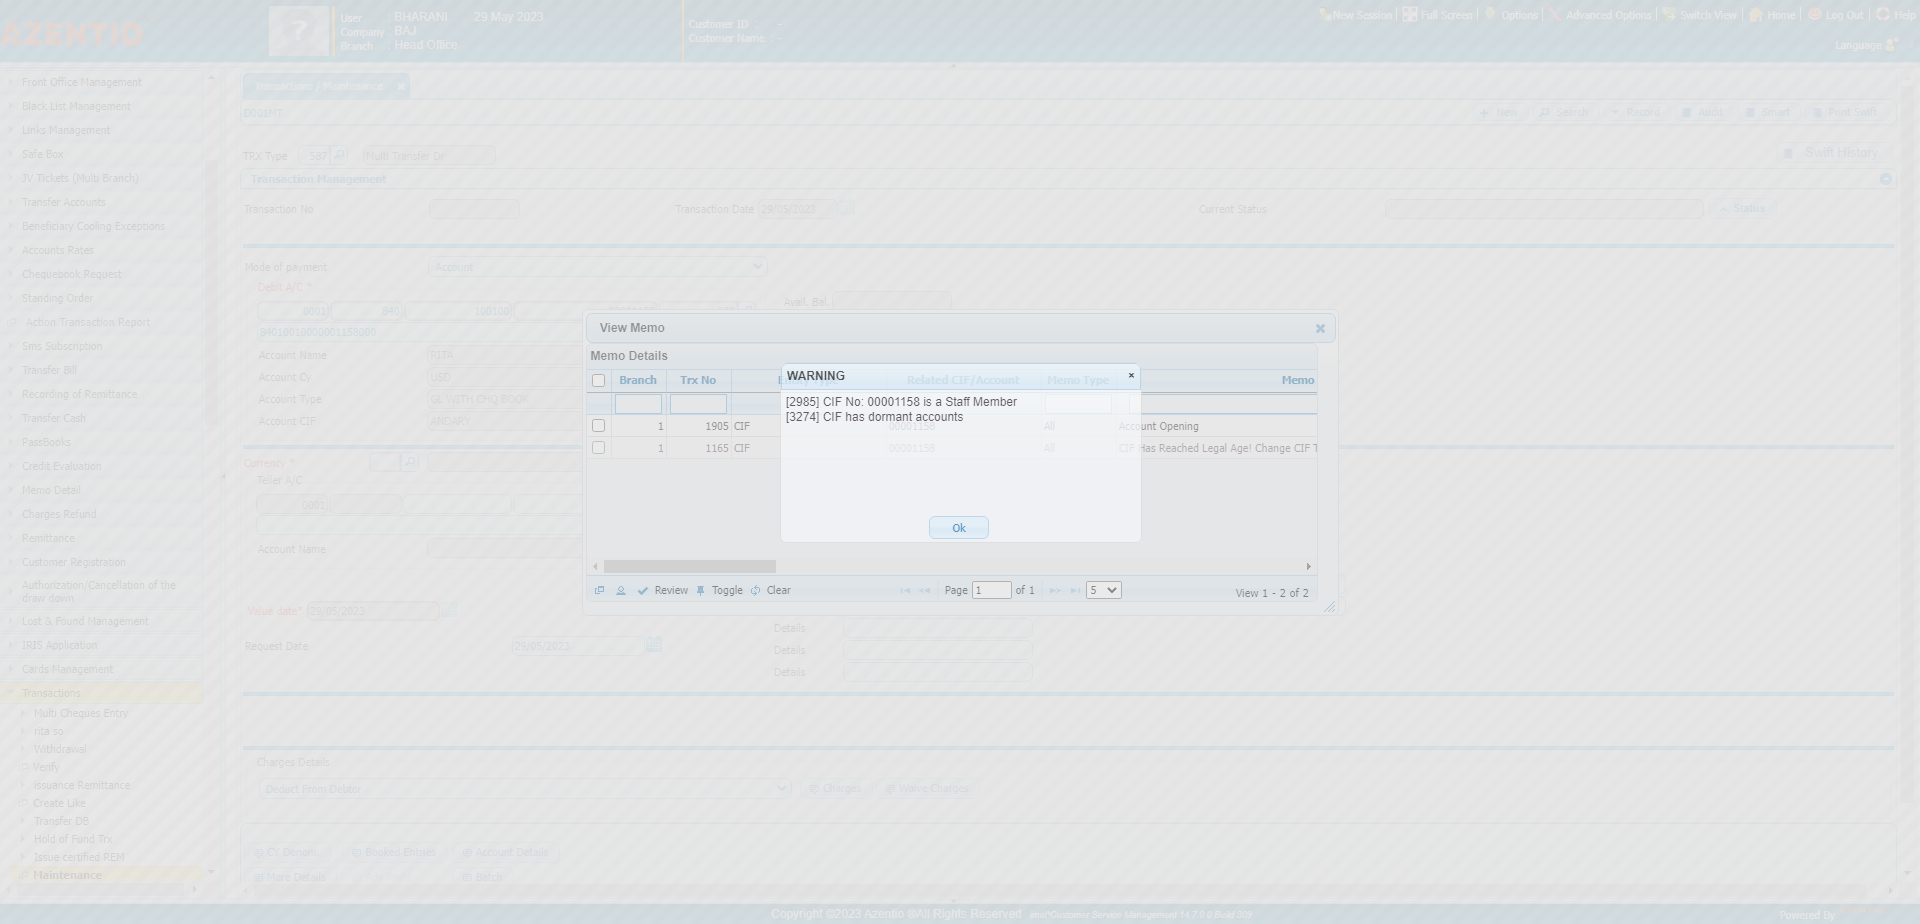 AZENTIO
User : BHARANI 29 May 2023
Company : BAJ
Branch : Head Office
Customer ID : -
Customer Name : -
New Session | Full Screen | Options | Advanced Options | Switch View | Home | Log Out | Help
Language
Front Office Management
Black List Management
Links Management
Safe Box
JV Tickets (Multi Branch)
Transfer Accounts
Beneficiary Cooling Exceptions
Accounts Rates
Chequebook Request
Standing Order
Action Transaction Report
Sms Subscription
Transfer Bill
Recording of Remittance
Transfer Cash
PassBooks
Credit Evaluation
Memo Detail
Charges Refund
Remittance
Customer Registration
Authorization/Cancellation of the
draw down
Lost & Found Management
IRIS Application
Cards Management
Transactions
Multi Cheques Entry
rita so
Withdrawal
Verify
issuance Remittance
Create Like
Transfer DB
Hold of Fund Trx
Issue certified REM
Maintenance
Transactions / Maintenance
D001MT
New Search Record Audit Smart Print Swift
TRX Type 587 Multi Transfer Dr
Swift History
Transaction Management
Transaction No Transaction Date 29/05/2023 Current Status Status
Mode of payment Account
Debit A/C *
0001 840 100100
Avail. Bal.
8401001000001158000
Account Name RITA
Account Cy USD
Account Type GL WITH CHQ BOOK
Account CIF
Currency *
Teller A/C
0001
Account Name
Value date* 29/05/2023
Request Date 29/05/2023
Details
Details
Details
Charges Details
Deduct From Debtor Charges Waive Charges
CY Denom. Booked Entries Account Details
More Details Batch
View Memo
Memo Details
Branch Trx No Entry Type Related CIF/Account Memo Type Memo
1 1905 CIF 00001158 All Account Opening
1 1165 CIF 00001158 All CIF Has Reached Legal Age! Change CIF T
Review Toggle Clear Page 1 of 1 5 View 1 - 2 of 2
WARNING
[2985] CIF No: 00001158 is a Staff Member
[3274] CIF has dormant accounts
Ok
Copyright ©2023 Azentio ®All Rights Reserved
Powered By